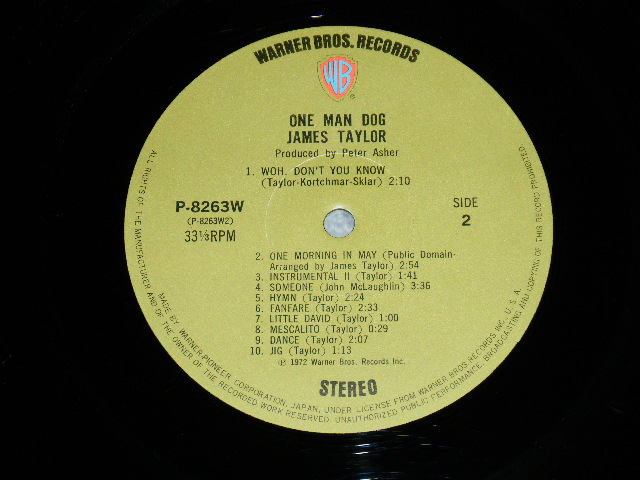 WARNER BROS. RECORDS
WB
®
ONE MAN DOG
JAMES TAYLOR
Produced by Peter Asher
1. WOH, DON'T YOU KNOW
(Taylor-Kortchmar-Sklar) 2:10
P-8263W
(P-8263W2)
33⅓RPM
SIDE
2
2. ONE MORNING IN MAY (Public Domain-
Arranged by James Taylor) 2:54
3. INSTRUMENTAL II (Taylor) 1:41
4. SOMEONE (John McLaughlin) 3:36
5. HYMN (Taylor) 2:24
6. FANFARE (Taylor) 2:33
7. LITTLE DAVID (Taylor) 1:00
8. MESCALITO (Taylor) 0:29
9. DANCE (Taylor) 2:07
10. JIG (Taylor) 1:13
℗ 1972 Warner Bros. Records Inc.
STEREO
MADE BY WARNER-PIONEER CORPORATION, JAPAN, UNDER LICENSE FROM WARNER BROS. RECORDS INC., U. S. A.
ALL RIGHTS OF THE MANUFACTURER AND OF THE OWNER OF THE RECORDED WORK RESERVED. UNAUTHORIZED PUBLIC PERFORMANCE, BROADCASTING AND COPYING OF THIS RECORD PROHIBITED